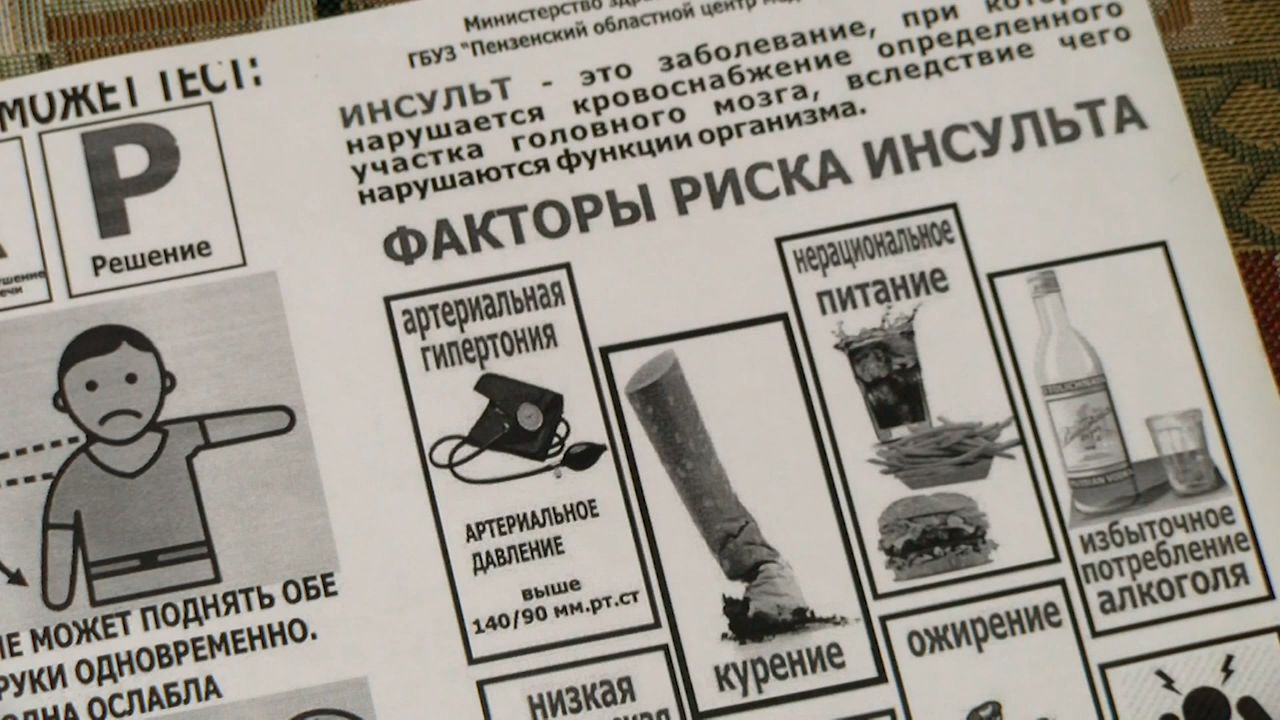 МОЖЕТ ТЕСТ:
Р
Решение
НЕ МОЖЕТ ПОДНЯТЬ ОБЕ
РУКИ ОДНОВРЕМЕННО.
ОДНА ОСЛАБЛА
Министерство
ГБУЗ "Пензенский областной центр
ИНСУЛЬТ - это заболевание, при
нарушается кровоснабжение определенного
участка головного мозга, вследствие чего
нарушаются функции организма.
ФАКТОРЫ РИСКА ИНСУЛЬТА
артериальная
гипертония
АРТЕРИАЛЬНОЕ
ДАВЛЕНИЕ
выше
140/90 мм.рт.ст
курение
нерациональное
питание
избыточное
потребление
алкоголя
низкая
ожирение